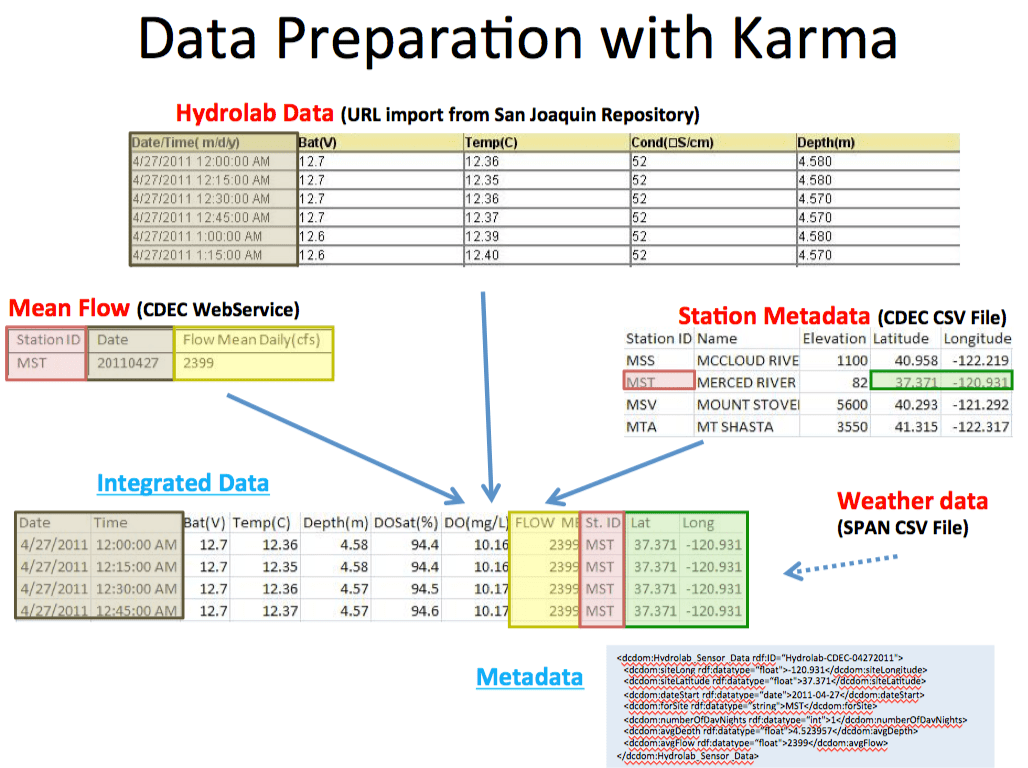 Data Preparation with Karma
Hydrolab Data (URL import from San Joaquin Repository)
Date/Time( m/d/y) Bat(V) Temp(C) Cond(□S/cm) Depth(m)
4/27/2011 12:00:00 AM 12.7 12.36 52 4.580
4/27/2011 12:15:00 AM 12.7 12.35 52 4.580
4/27/2011 12:30:00 AM 12.7 12.36 52 4.570
4/27/2011 12:45:00 AM 12.7 12.37 52 4.570
4/27/2011 1:00:00 AM 12.6 12.39 52 4.580
4/27/2011 1:15:00 AM 12.6 12.40 52 4.570
Mean Flow (CDEC WebService)
Station ID Date Flow Mean Daily(cfs)
MST 20110427 2399
Station Metadata (CDEC CSV File)
Station ID Name Elevation Latitude Longitude
MSS MCCLOUD RIVE 1100 40.958 -122.219
MST MERCED RIVER 82 37.371 -120.931
MSV MOUNT STOVE 5600 40.293 -121.292
MTA MT SHASTA 3550 41.315 -122.317
Integrated Data
Date Time Bat(V) Temp(C) Depth(m) DOSat(%) DO(mg/L) FLOW ME St. ID Lat Long
4/27/2011 12:00:00 AM 12.7 12.36 4.58 94.4 10.16 2399 MST 37.371 -120.931
4/27/2011 12:15:00 AM 12.7 12.35 4.58 94.4 10.16 2399 MST 37.371 -120.931
4/27/2011 12:30:00 AM 12.7 12.36 4.57 94.5 10.17 2399 MST 37.371 -120.931
4/27/2011 12:45:00 AM 12.7 12.37 4.57 94.6 10.17 2399 MST 37.371 -120.931
Weather data
(SPAN CSV File)
Metadata
<dcdom:Hydrolab_Sensor_Data rdf:ID="Hydrolab-CDEC-04272011">
<dcdom:siteLong rdf:datatype="float">-120.931</dcdom:siteLongitude>
<dcdom:siteLatitude rdf:datatype="float">37.371</dcdom:siteLatitude>
<dcdom:dateStart rdf:datatype="date">2011-04-27</dcdom:dateStart>
<dcdom:forSite rdf:datatype="string">MST</dcdom:forSite>
<dcdom:numberOfDayNights rdf:datatype="int">1</dcdom:numberOfDayNights>
<dcdom:avgDepth rdf:datatype="float">4.523957</dcdom:avgDepth>
<dcdom:avgFlow rdf:datatype="float">2399</dcdom:avgFlow>
</dcdom:Hydrolab_Sensor_Data>